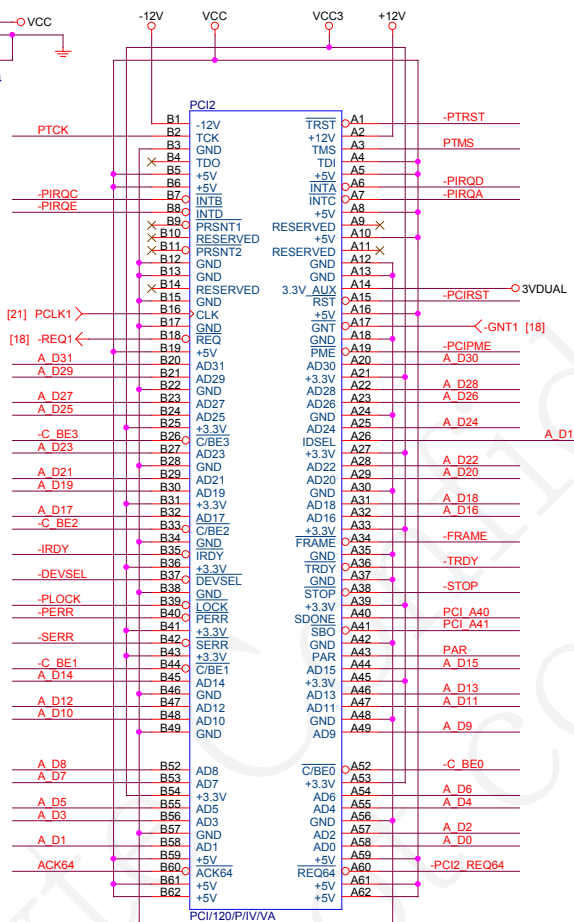 -12V VCC VCC3 +12V
VCC
PCI2
B1 -12V TRST A1 -PTRST
PTCK B2 TCK +12V A2
B3 GND TMS A3 PTMS
B4 TDO TDI A4
B5 +5V +5V A5
B6 +5V INTA A6 -PIRQD
-PIRQC B7 INTB INTC A7 -PIRQA
-PIRQE B8 INTD +5V A8
B9 PRSNT1 RESERVED A9
B10 RESERVED +5V A10
B11 PRSNT2 RESERVED A11
B12 GND GND A12
B13 GND GND A13
B14 RESERVED 3.3V_AUX A14 3VDUAL
B15 GND RST A15 -PCIRST
[21] PCLK1 B16 CLK +5V A16
B17 GND GNT A17 -GNT1 [18]
[18] -REQ1 B18 REQ GND A18
B19 +5V PME A19 -PCIPME
A_D31 B20 AD31 AD30 A20 A_D30
A_D29 B21 AD29 +3.3V A21
B22 GND AD28 A22 A_D28
A_D27 B23 AD27 AD26 A23 A_D26
A_D25 B24 AD25 GND A24
B25 +3.3V AD24 A25 A_D24
-C_BE3 B26 C/BE3 IDSEL A26 A_D1
A_D23 B27 AD23 +3.3V A27
B28 GND AD22 A28 A_D22
A_D21 B29 AD21 AD20 A29 A_D20
A_D19 B30 AD19 GND A30
B31 +3.3V AD18 A31 A_D18
A_D17 B32 AD17 AD16 A32 A_D16
-C_BE2 B33 C/BE2 +3.3V A33
B34 GND FRAME A34 -FRAME
-IRDY B35 IRDY GND A35
B36 +3.3V TRDY A36 -TRDY
-DEVSEL B37 DEVSEL GND A37
B38 GND STOP A38 -STOP
-PLOCK B39 LOCK +3.3V A39
-PERR B40 PERR SDONE A40 PCI_A40
B41 +3.3V SBO A41 PCI_A41
-SERR B42 SERR GND A42
B43 +3.3V PAR A43 PAR
-C_BE1 B44 C/BE1 AD15 A44 A_D15
A_D14 B45 AD14 +3.3V A45
B46 GND AD13 A46 A_D13
A_D12 B47 AD12 AD11 A47 A_D11
A_D10 B48 AD10 GND A48
B49 GND AD9 A49 A_D9
A_D8 B52 AD8 C/BE0 A52 -C_BE0
A_D7 B53 AD7 +3.3V A53
B54 +3.3V AD6 A54 A_D6
A_D5 B55 AD5 AD4 A55 A_D4
A_D3 B56 AD3 GND A56
B57 GND AD2 A57 A_D2
A_D1 B58 AD1 AD0 A58 A_D0
B59 +5V +5V A59
ACK64 B60 ACK64 REQ64 A60 -PCI2_REQ64
B61 +5V +5V A61
B62 +5V +5V A62
PCI/120/P/IV/VA